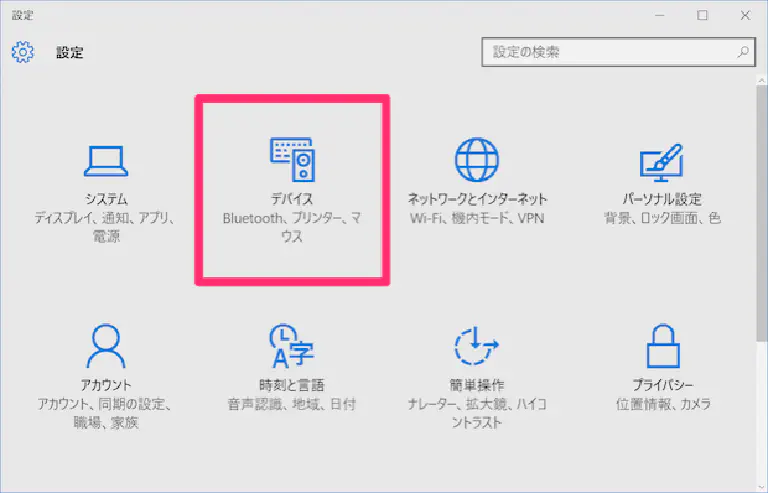 設定
設定
設定の検索
システム
ディスプレイ、通知、アプリ、
電源
デバイス
Bluetooth、プリンター、マ
ウス
ネットワークとインターネット
Wi-Fi、機内モード、VPN
パーソナル設定
背景、ロック画面、色
アカウント
アカウント、同期の設定、
職場、家族
時刻と言語
音声認識、地域、日付
簡単操作
ナレーター、拡大鏡、ハイコ
ントラスト
プライバシー
位置情報、カメラ